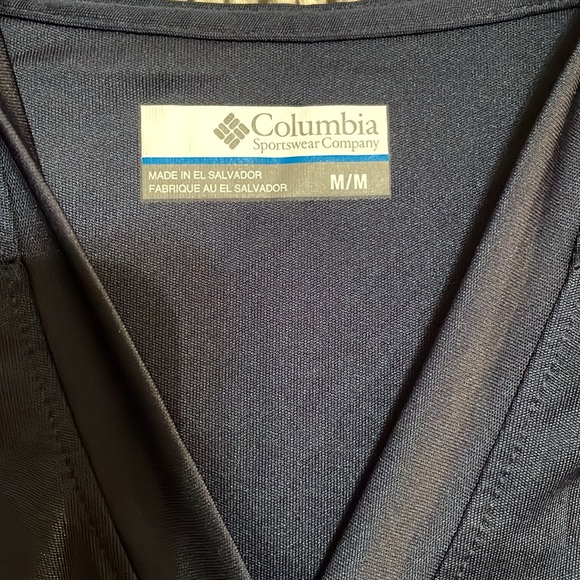 Columbia
Sportswear Company
MADE IN EL SALVADOR
FABRIQUE AU EL SALVADOR
M/M